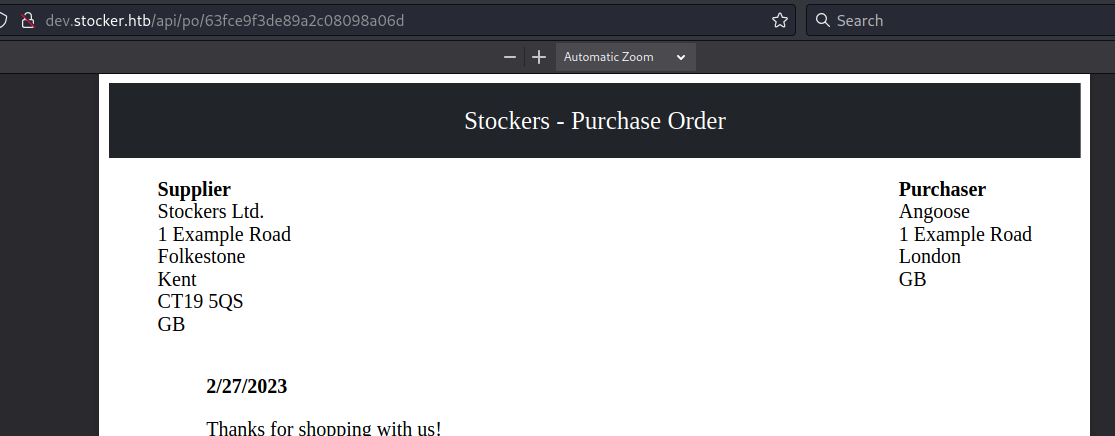 dev.stocker.htb/api/po/63fce9f3de89a2c08098a06d
Search
Automatic Zoom
Stockers - Purchase Order
Supplier
Stockers Ltd.
1 Example Road
Folkestone
Kent
CT19 5QS
GB
Purchaser
Angoose
1 Example Road
London
GB
2/27/2023
Thanks for shopping with us!